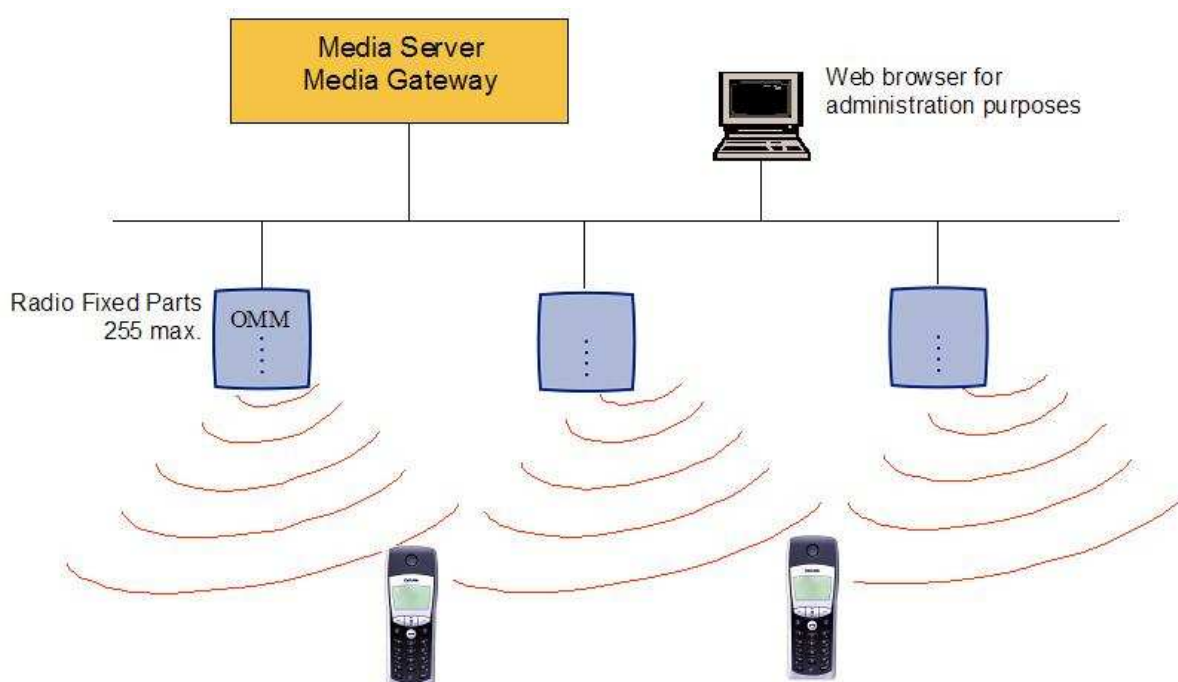 Media Server
Media Gateway
Web browser for
administration purposes
Radio Fixed Parts
255 max.
OMM